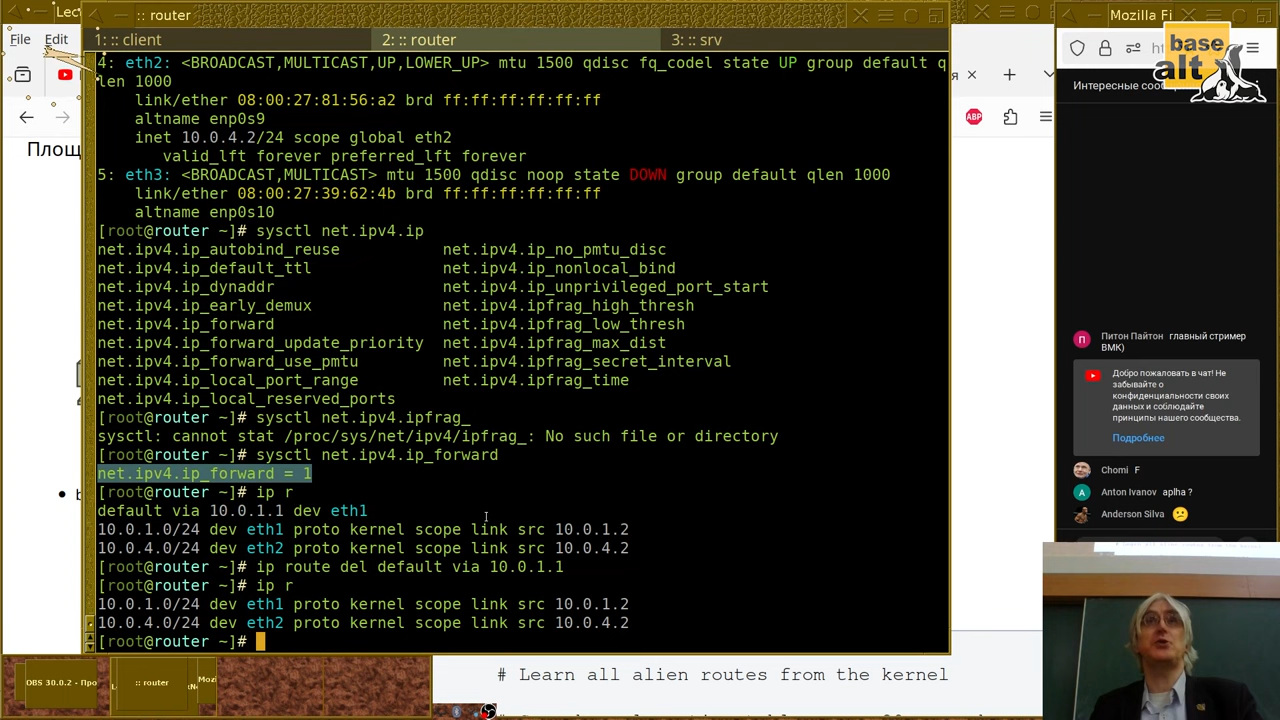 :: router
1: :: client
2: :: router
3: :: srv
File Edit
4: eth2: <BROADCAST,MULTICAST,UP,LOWER_UP> mtu 1500 qdisc fq_codel state UP group default q
len 1000
link/ether 08:00:27:81:56:a2 brd ff:ff:ff:ff:ff:ff
altname enp0s9
inet 10.0.4.2/24 scope global eth2
valid_lft forever preferred_lft forever
5: eth3: <BROADCAST,MULTICAST> mtu 1500 qdisc noop state DOWN group default qlen 1000
link/ether 08:00:27:39:62:4b brd ff:ff:ff:ff:ff:ff
altname enp0s10
[root@router ~]# sysctl net.ipv4.ip
net.ipv4.ip_autobind_reuse net.ipv4.ip_no_pmtu_disc
net.ipv4.ip_default_ttl net.ipv4.ip_nonlocal_bind
net.ipv4.ip_dynaddr net.ipv4.ip_unprivileged_port_start
net.ipv4.ip_early_demux net.ipv4.ipfrag_high_thresh
net.ipv4.ip_forward net.ipv4.ipfrag_low_thresh
net.ipv4.ip_forward_update_priority net.ipv4.ipfrag_max_dist
net.ipv4.ip_forward_use_pmtu net.ipv4.ipfrag_secret_interval
net.ipv4.ip_local_port_range net.ipv4.ipfrag_time
net.ipv4.ip_local_reserved_ports
[root@router ~]# sysctl net.ipv4.ipfrag_
sysctl: cannot stat /proc/sys/net/ipv4/ipfrag_: No such file or directory
[root@router ~]# sysctl net.ipv4.ip_forward
net.ipv4.ip_forward = 1
[root@router ~]# ip r
default via 10.0.1.1 dev eth1
10.0.1.0/24 dev eth1 proto kernel scope link src 10.0.1.2
10.0.4.0/24 dev eth2 proto kernel scope link src 10.0.4.2
[root@router ~]# ip route del default via 10.0.1.1
[root@router ~]# ip r
10.0.1.0/24 dev eth1 proto kernel scope link src 10.0.1.2
10.0.4.0/24 dev eth2 proto kernel scope link src 10.0.4.2
[root@router ~]#
Площ
# Learn all alien routes from the kernel
OBS 30.0.2 - Про
:: router
Mozi
Mozilla Fi
base
alt
ABP
Интересные сооб
Питон Пайтон главный стример
ВМК)
Добро пожаловать в чат! Не
забывайте о
конфиденциальности своих
данных и соблюдайте
принципы нашего сообщества.
Подробнее
Chomi F
Anton Ivanov aplha ?
Anderson Silva 😕